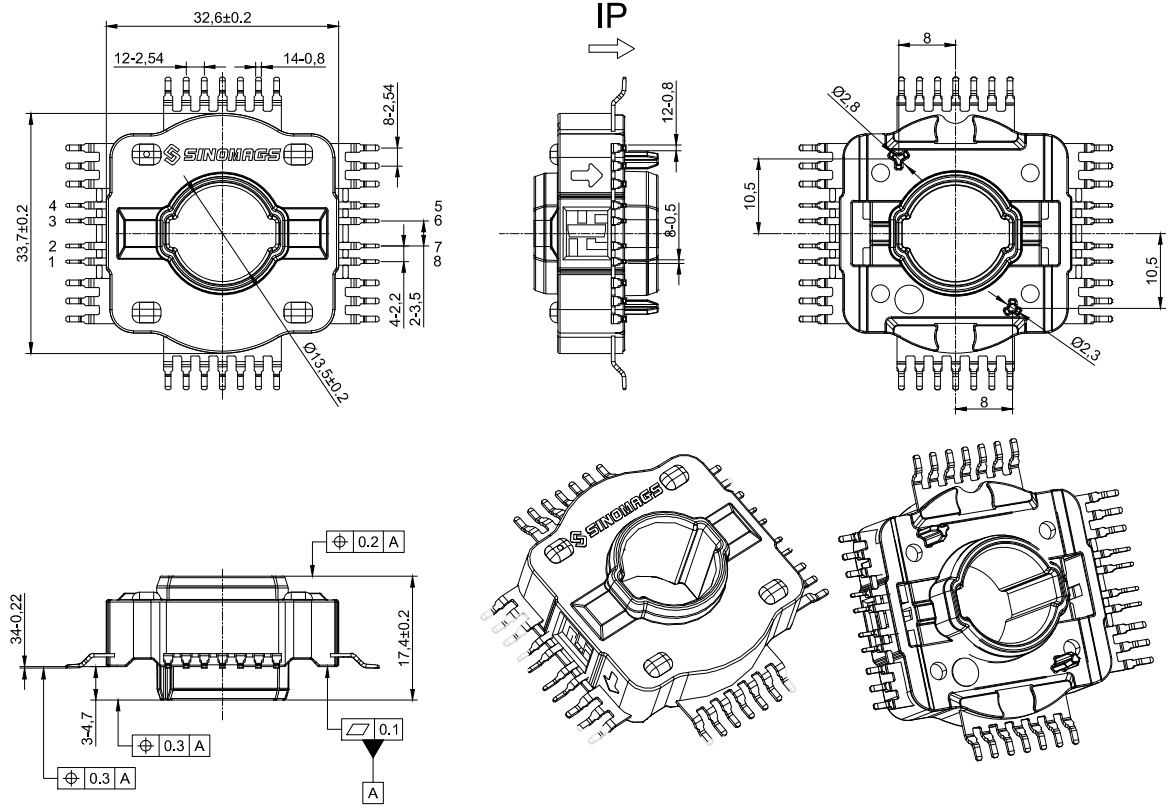 IP
32,6±0.2
12-2,54
14-0,8
8-2,54
33,7±0.2
SINOMAGS
4
3
2
1
5
6
7
8
4-2,2
2-3,5
Ø13,5±0,2
12-0,8
8-0,5
8
Ø2,8
10,5
10,5
Ø2,3
8
0.2 A
34-0,22
17,4±0.2
3-4,7
0.3 A
0.3 A
0.1
A
SINOMAGS